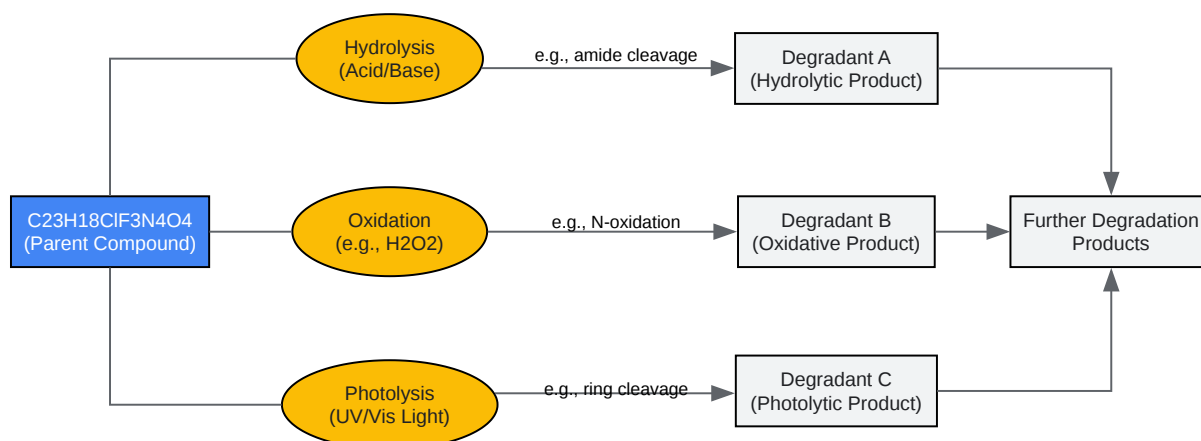 Hydrolysis
(Acid/Base)
e.g., amide cleavage
Degradant A
(Hydrolytic Product)
C23H18ClF3N4O4
(Parent Compound)
Oxidation
(e.g., H2O2)
e.g., N-oxidation
Degradant B
(Oxidative Product)
Further Degradation
Products
Photolysis
(UV/Vis Light)
e.g., ring cleavage
Degradant C
(Photolytic Product)